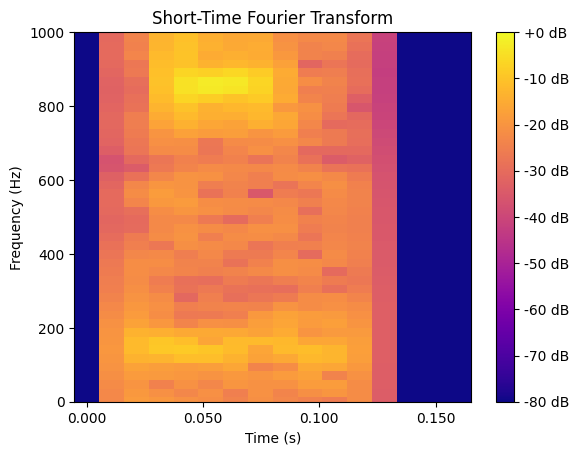 Short-Time Fourier Transform
1000
800
600
400
200
0
Frequency (Hz)
0.000
0.050
0.100
0.150
Time (s)
+0 dB
-10 dB
-20 dB
-30 dB
-40 dB
-50 dB
-60 dB
-70 dB
-80 dB